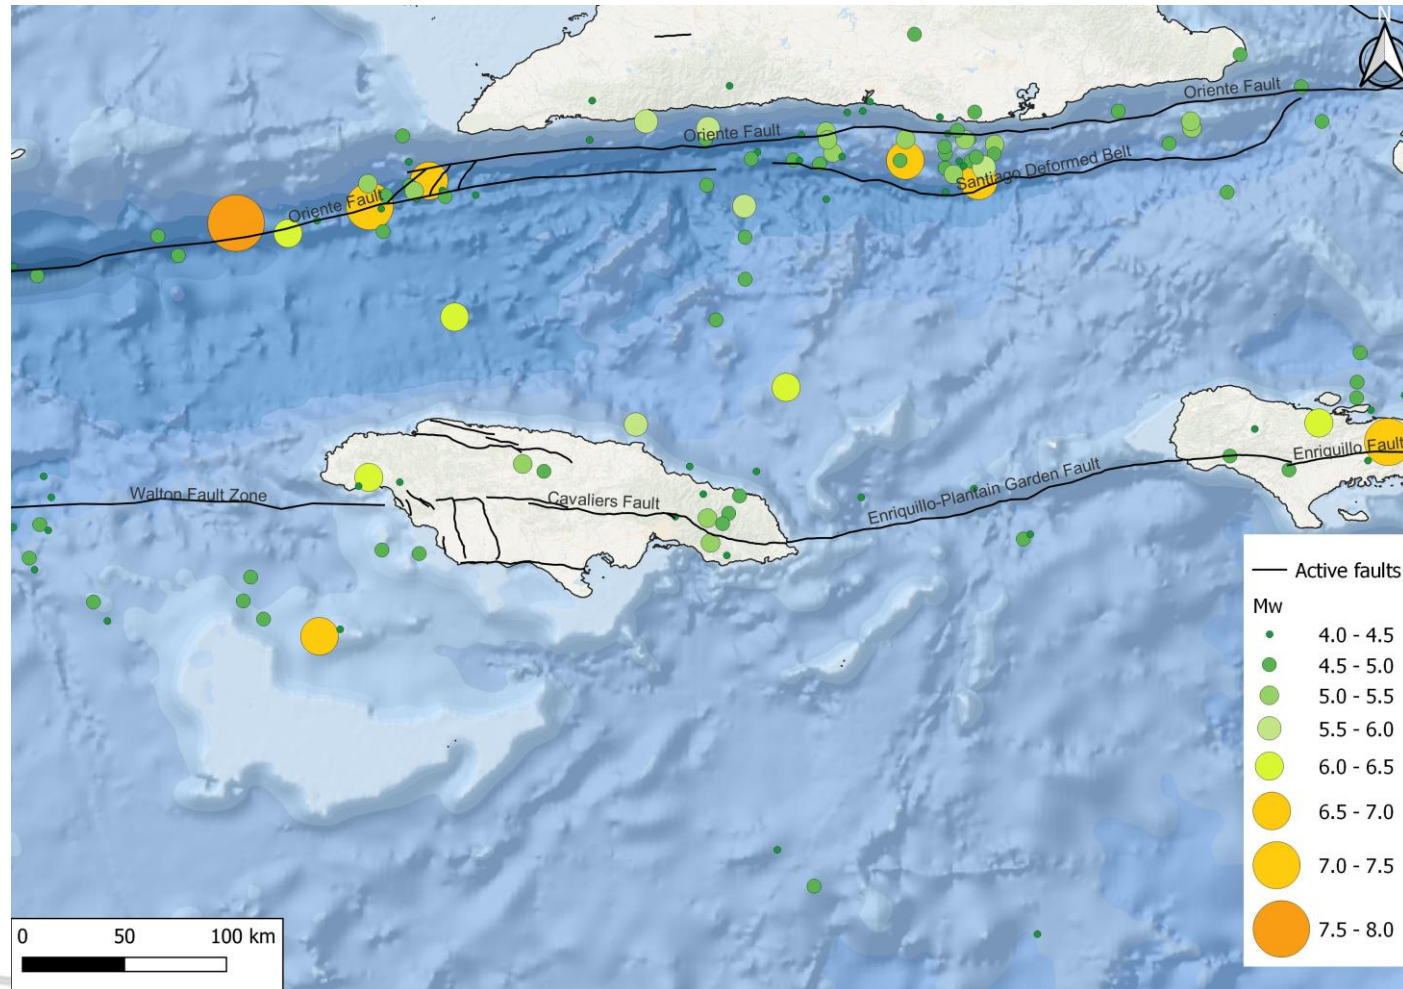 N
Oriente Fault
Oriente Fault
Santiago Deformed Belt
Oriente Fault
Enriquillo Fault
Enriquillo-Plantain Garden Fault
Walton Fault Zone
Cavaliers Fault
Active faults
Mw
4.0 - 4.5
4.5 - 5.0
5.0 - 5.5
5.5 - 6.0
6.0 - 6.5
6.5 - 7.0
7.0 - 7.5
7.5 - 8.0
0 50 100 km